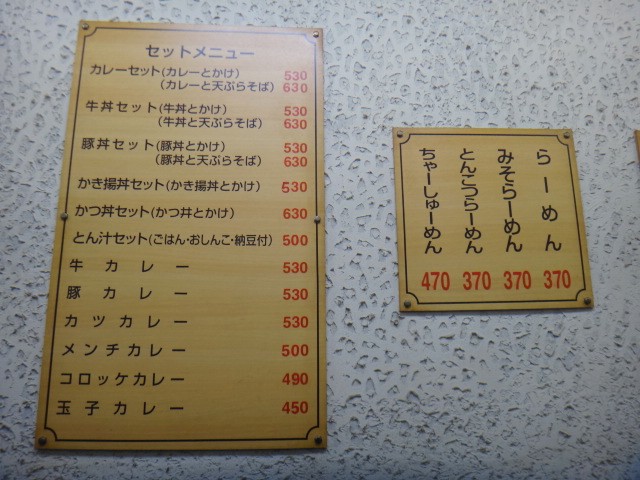 セットメニュー
カレーセット(カレーとかけ) 530
(カレーと天ぷらそば) 630
牛丼セット(牛丼とかけ) 530
(牛丼と天ぷらそば) 630
豚丼セット(豚丼とかけ) 530
(豚丼と天ぷらそば) 630
かき揚丼セット(かき揚丼とかけ) 530
かつ丼セット(かつ丼とかけ) 630
とん汁セット(ごはん・おしんこ・納豆付) 500
牛カレー 530
豚カレー 530
カツカレー 530
メンチカレー 500
コロッケカレー 490
玉子カレー 450
らーめん 370
みそらーめん 370
とんこつらーめん 370
ちゃーしゅーめん 470